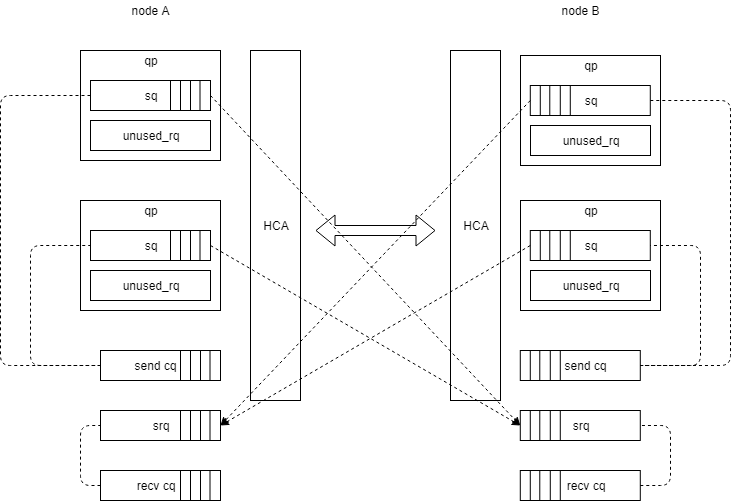 node A
node B
qp
sq
unused_rq
qp
sq
unused_rq
send cq
srq
recv cq
HCA
HCA
qp
sq
unused_rq
qp
sq
unused_rq
send cq
srq
recv cq